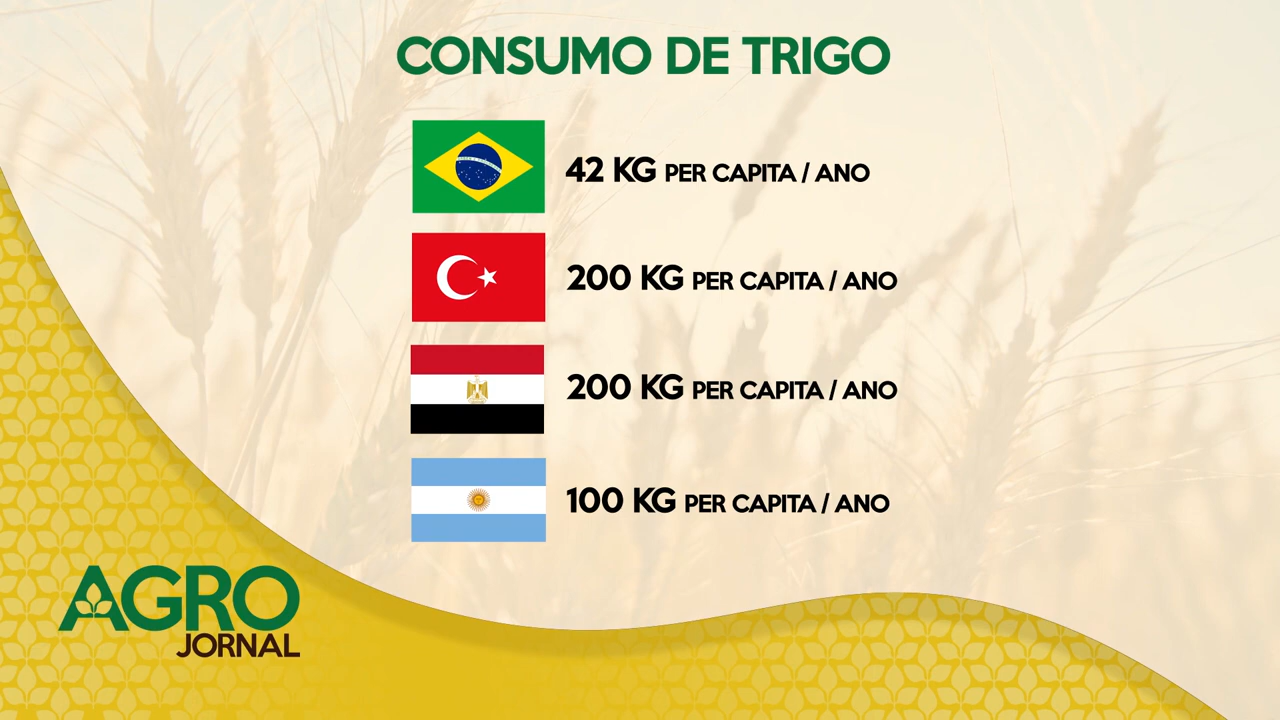 CONSUMO DE TRIGO
42 KG PER CAPITA / ANO
200 KG PER CAPITA / ANO
200 KG PER CAPITA / ANO
100 KG PER CAPITA / ANO
AGRO
JORNAL